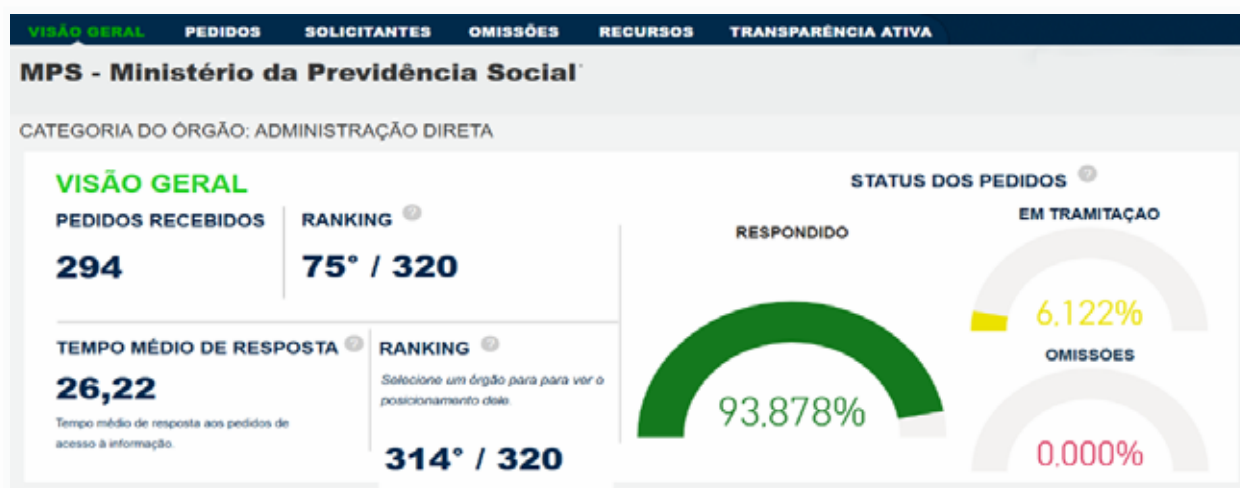 VISÃO GERAL PEDIDOS SOLICITANTES OMISSÕES RECURSOS TRANSPARÊNCIA ATIVA
MPS - Ministério da Previdência Social
CATEGORIA DO ÓRGÃO: ADMINISTRAÇÃO DIRETA
VISÃO GERAL
PEDIDOS RECEBIDOS
294
RANKING ?
75° / 320
TEMPO MÉDIO DE RESPOSTA ?
26,22
Tempo médio de resposta aos pedidos de
acesso à informação.
RANKING ?
Selecione um órgão para para ver o
posicionamento dele.
314° / 320
STATUS DOS PEDIDOS ?
RESPONDIDO
93,878%
EM TRAMITAÇAO
6,122%
OMISSOES
0,000%